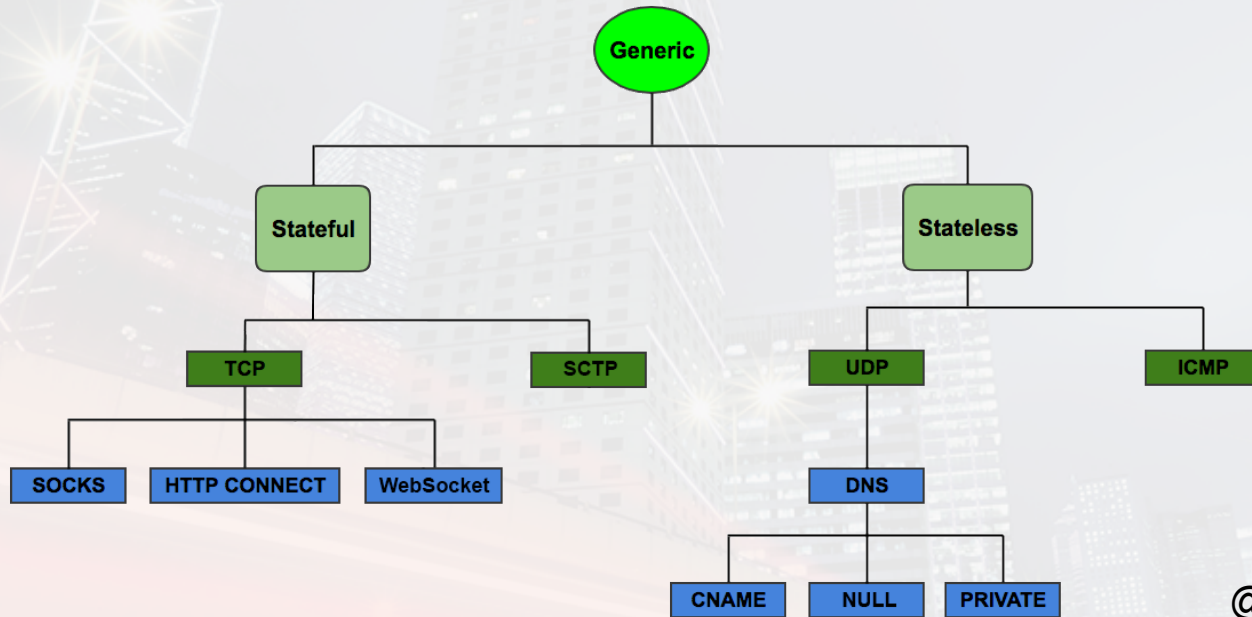 Generic
Stateful
Stateless
TCP
SCTP
UDP
ICMP
SOCKS
HTTP CONNECT
WebSocket
DNS
CNAME
NULL
PRIVATE
@